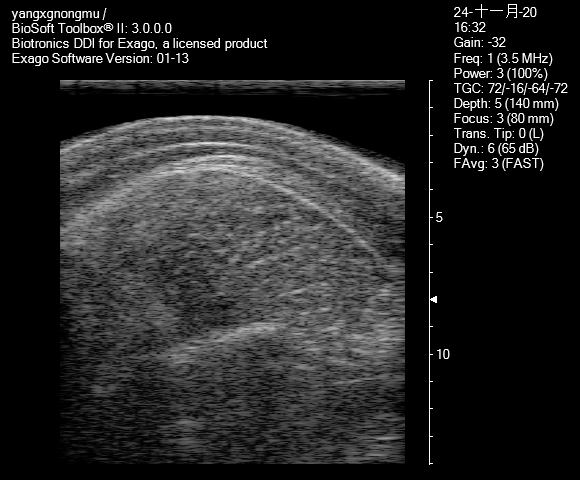 yangxgnongmu /
BioSoft Toolbox® II: 3.0.0.0
Biotronics DDI for Exago, a licensed product
Exago Software Version: 01-13
24-十一月-20
16:32
Gain: -32
Freq: 1 (3.5 MHz)
Power: 3 (100%)
TGC: 72/-16/-64/-72
Depth: 5 (140 mm)
Focus: 3 (80 mm)
Trans. Tip: 0 (L)
Dyn.: 6 (65 dB)
FAvg: 3 (FAST)
5
10